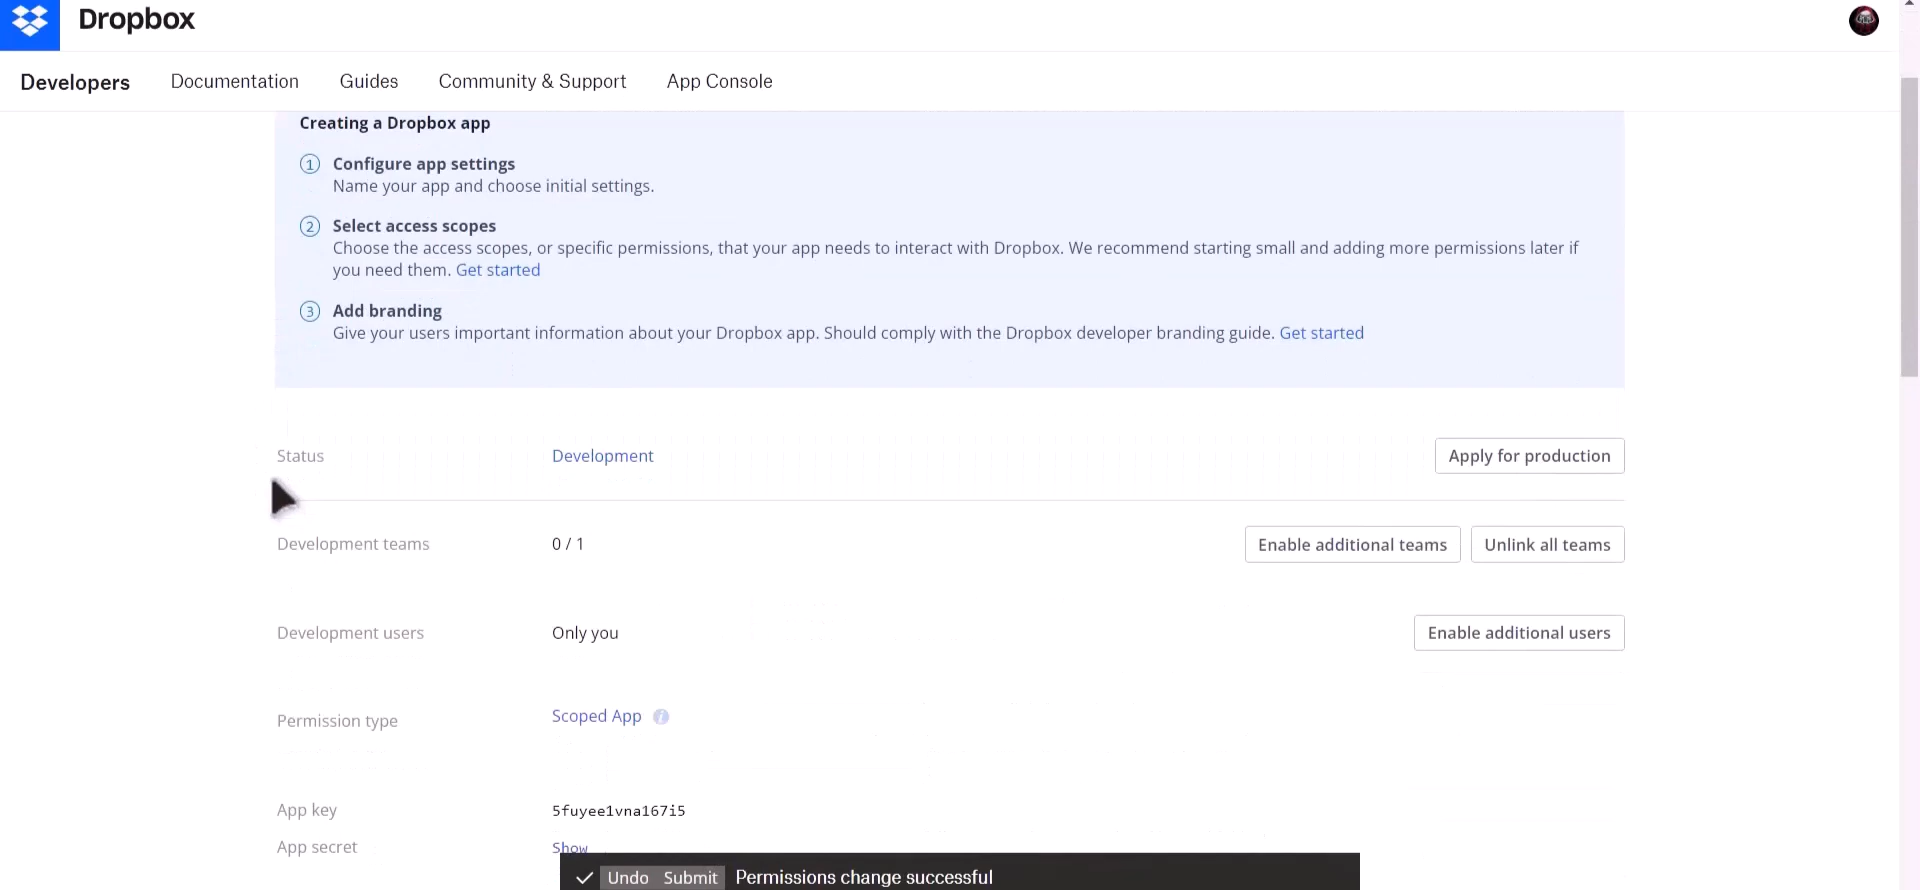 Dropbox
Developers Documentation Guides Community & Support App Console
Creating a Dropbox app
1 Configure app settings
Name your app and choose initial settings.
2 Select access scopes
Choose the access scopes, or specific permissions, that your app needs to interact with Dropbox. We recommend starting small and adding more permissions later if
you need them. Get started
3 Add branding
Give your users important information about your Dropbox app. Should comply with the Dropbox developer branding guide. Get started
Status Development Apply for production
Development teams 0 / 1 Enable additional teams Unlink all teams
Development users Only you Enable additional users
Permission type Scoped App i
App key 5fuyee1vna167i5
App secret Show
Undo Submit Permissions change successful